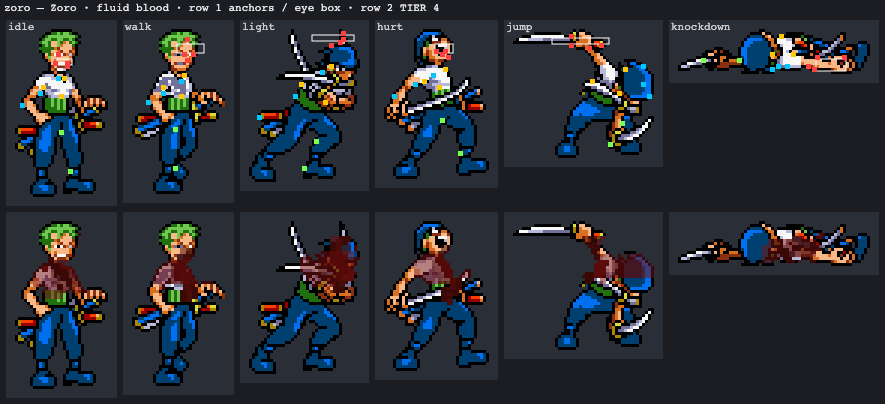 zoro — Zoro · fluid blood · row 1 anchors / eye box · row 2 TIER 4
idle walk light hurt jump knockdown